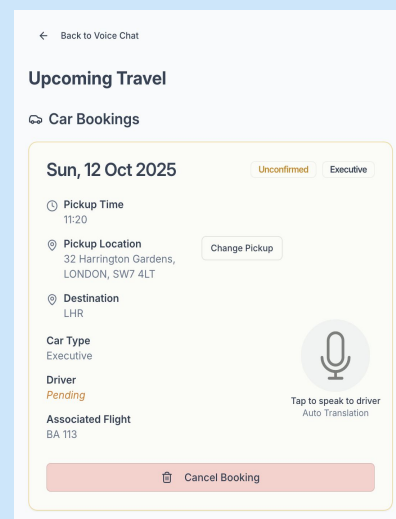 Back to Voice Chat
Upcoming Travel
Car Bookings
Sun, 12 Oct 2025
Unconfirmed
Executive
Pickup Time
11:20
Pickup Location
32 Harrington Gardens,
LONDON, SW7 4LT
Change Pickup
Destination
LHR
Car Type
Executive
Driver
Pending
Tap to speak to driver
Auto Translation
Associated Flight
BA 113
Cancel Booking